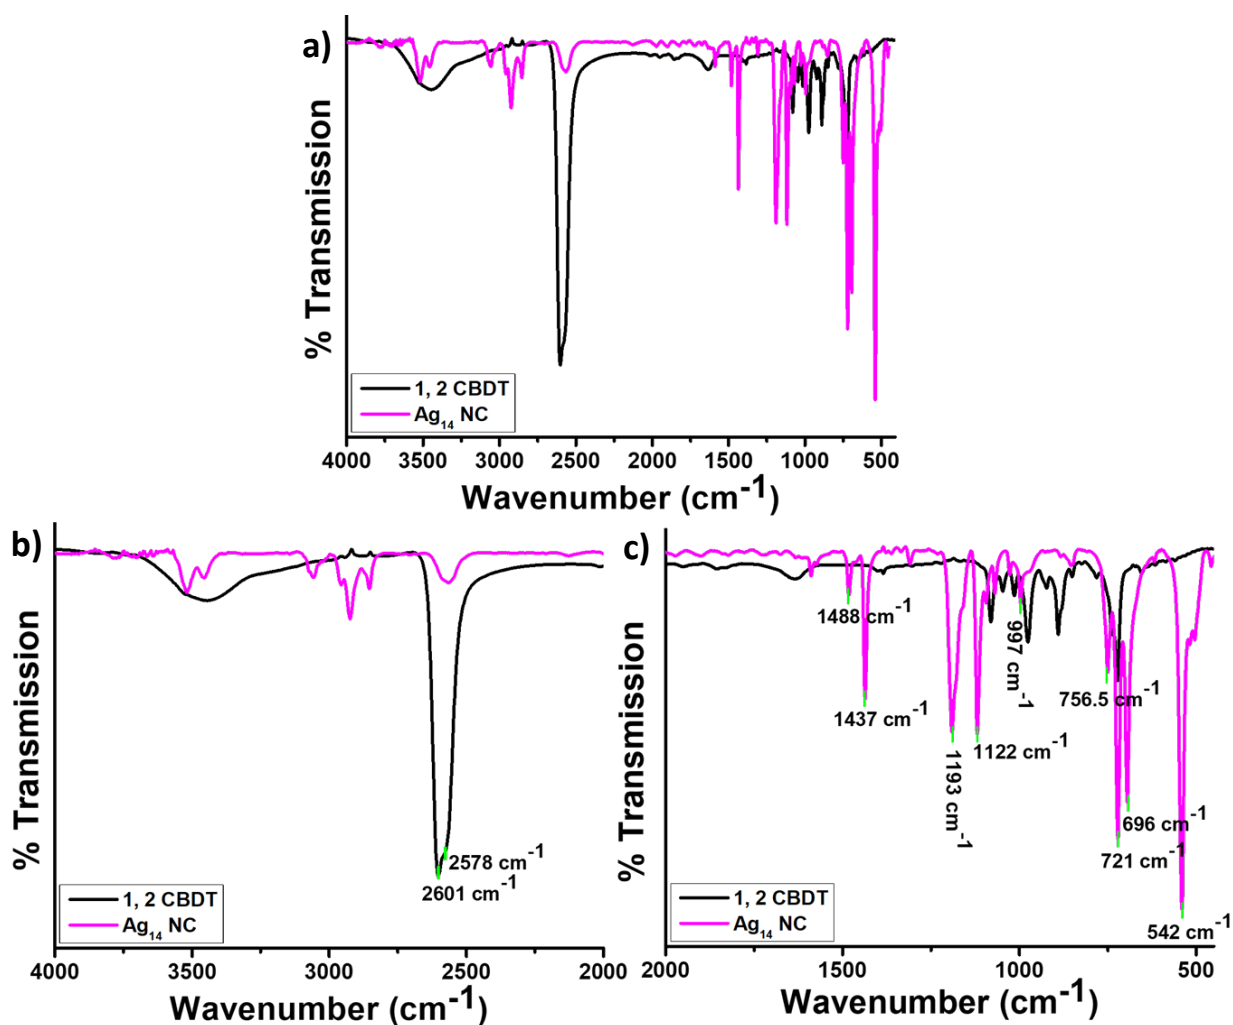 a)
% Transmission
1, 2 CBDT
Ag₁₄ NC
4000 3500 3000 2500 2000 1500 1000 500
Wavenumber (cm⁻¹)
b)
% Transmission
2578 cm⁻¹
2601 cm⁻¹
1, 2 CBDT
Ag₁₄ NC
4000 3500 3000 2500 2000
Wavenumber (cm⁻¹)
c)
% Transmission
1488 cm⁻¹
1437 cm⁻¹
1193 cm⁻¹
1122 cm⁻¹
997 cm⁻¹
756.5 cm⁻¹
696 cm⁻¹
721 cm⁻¹
542 cm⁻¹
1, 2 CBDT
Ag₁₄ NC
2000 1500 1000 500
Wavenumber (cm⁻¹)